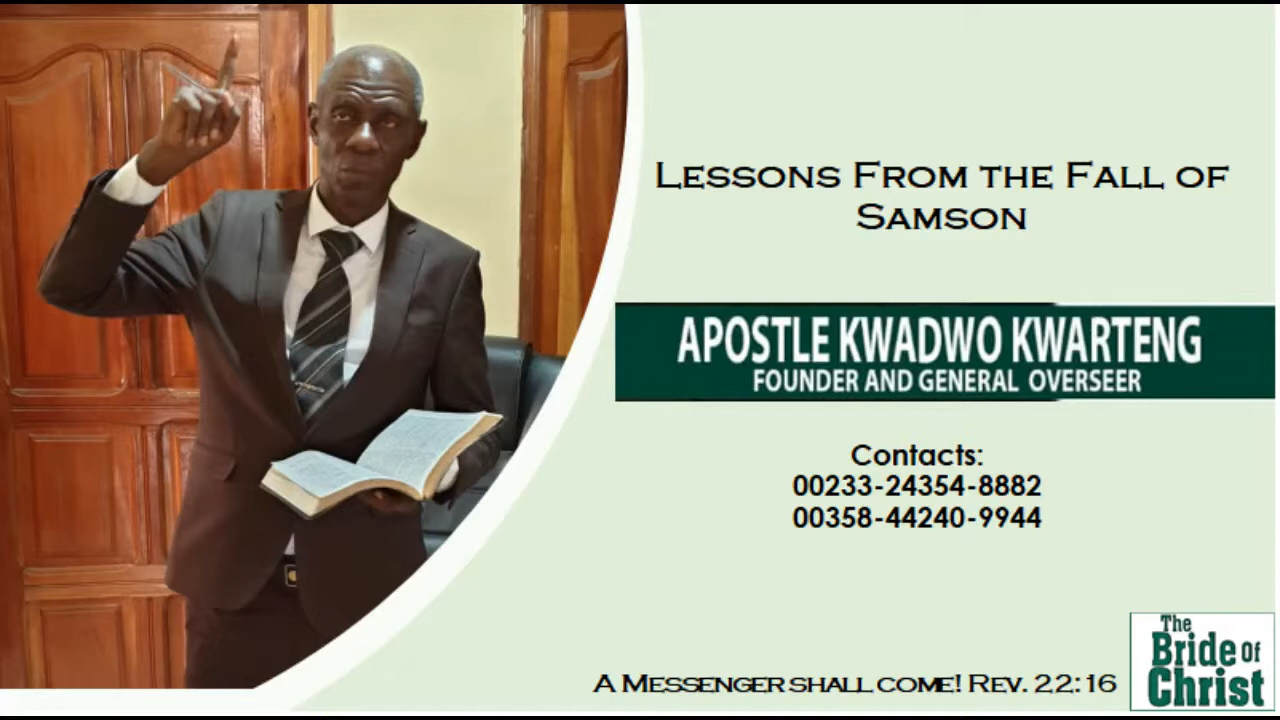 Lessons From the Fall of
Samson
APOSTLE KWADWO KWARTENG
FOUNDER AND GENERAL OVERSEER
Contacts:
00233-24354-8882
00358-44240-9944
A Messenger shall come! Rev. 22:16
The
Bride Of
Christ